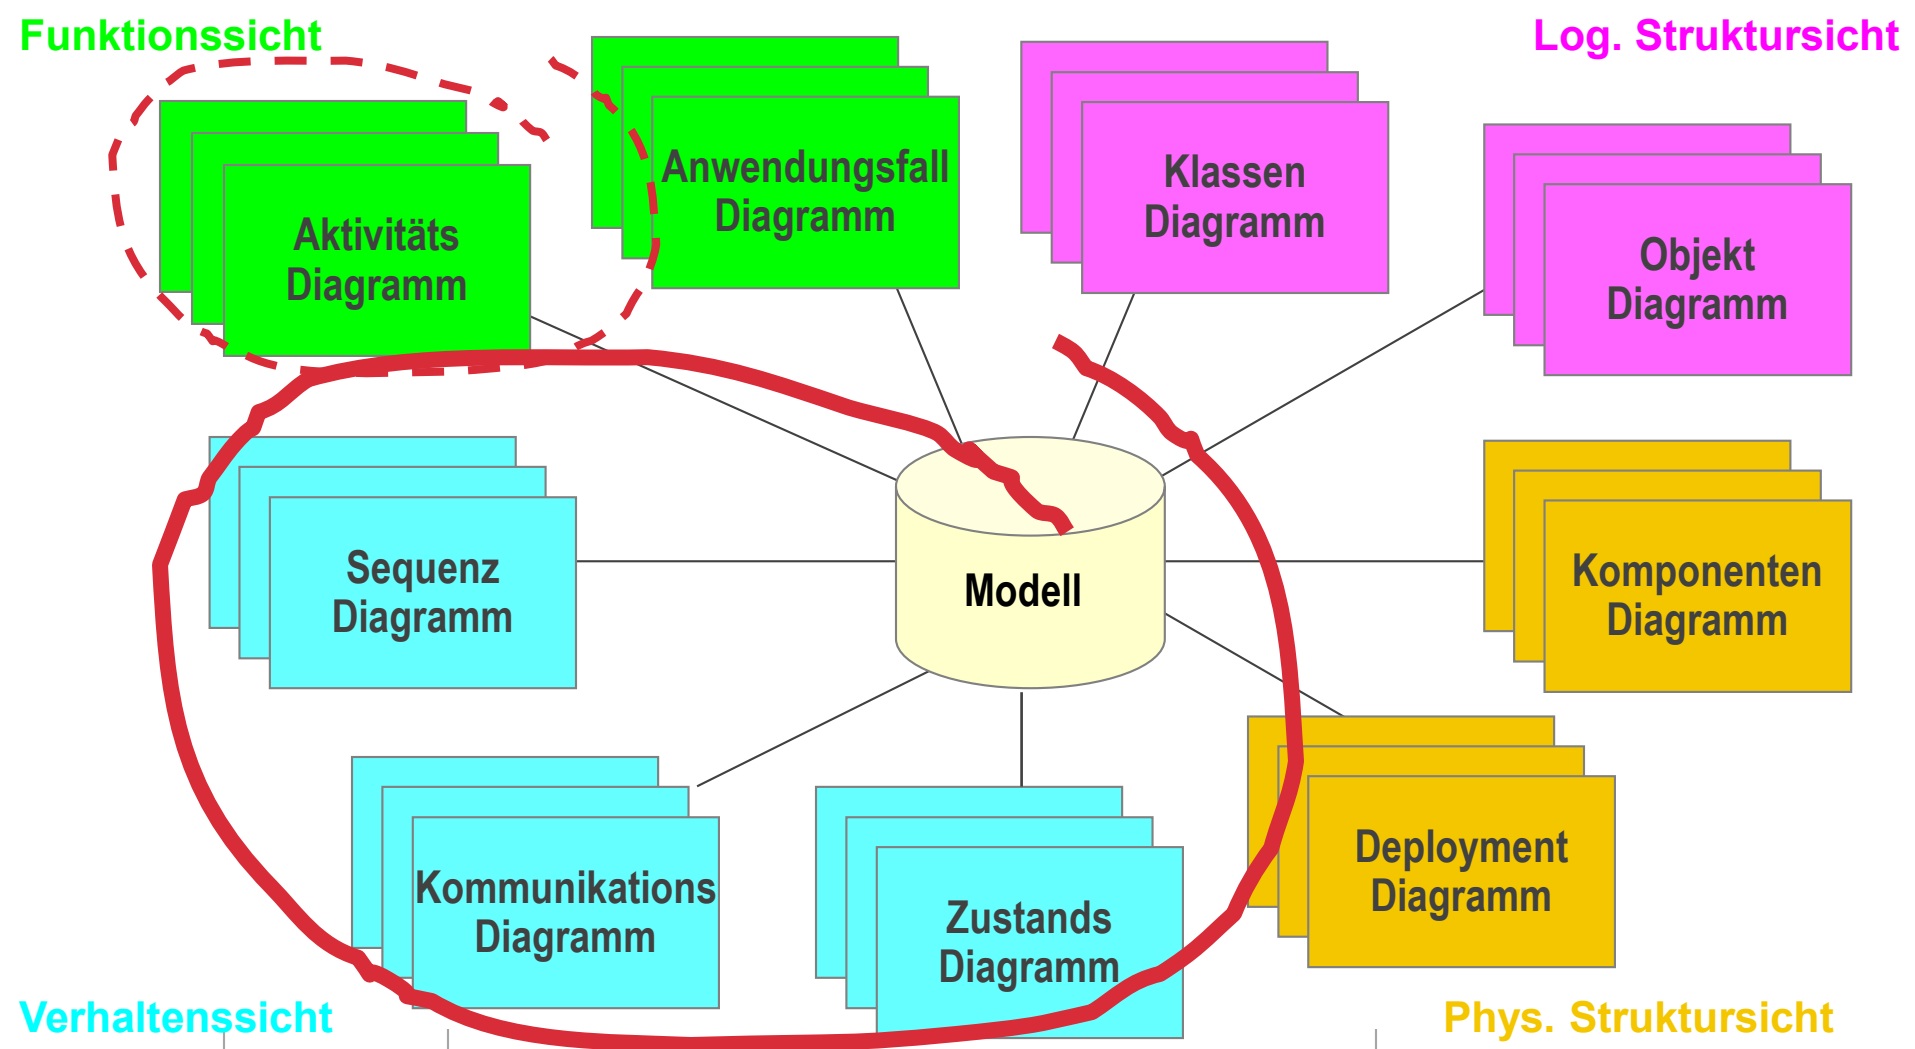 Funktionssicht
Log. Struktursicht
Aktivitäts
Diagramm
Anwendungsfall
Diagramm
Klassen
Diagramm
Objekt
Diagramm
Sequenz
Diagramm
Modell
Komponenten
Diagramm
Kommunikations
Diagramm
Zustands
Diagramm
Deployment
Diagramm
Verhaltenssicht
Phys. Struktursicht